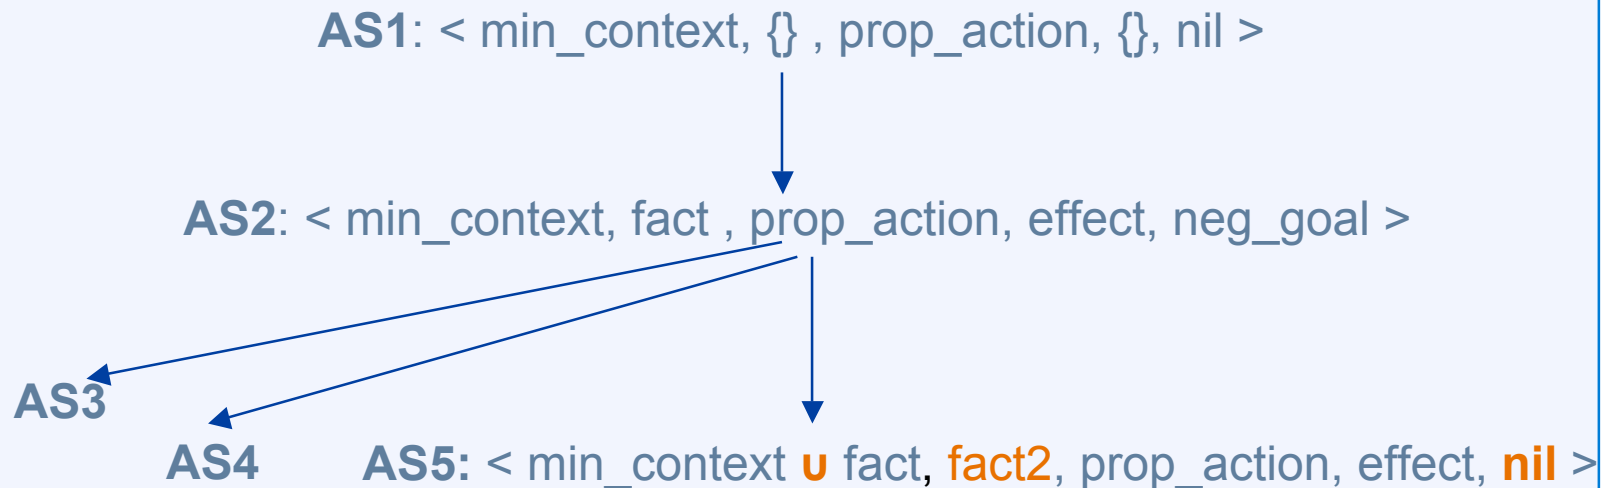 AS1: < min_context, {} , prop_action, {}, nil >
AS2: < min_context, fact , prop_action, effect, neg_goal >
AS3
AS4 AS5: < min_context ∪ fact, fact2, prop_action, effect, nil >